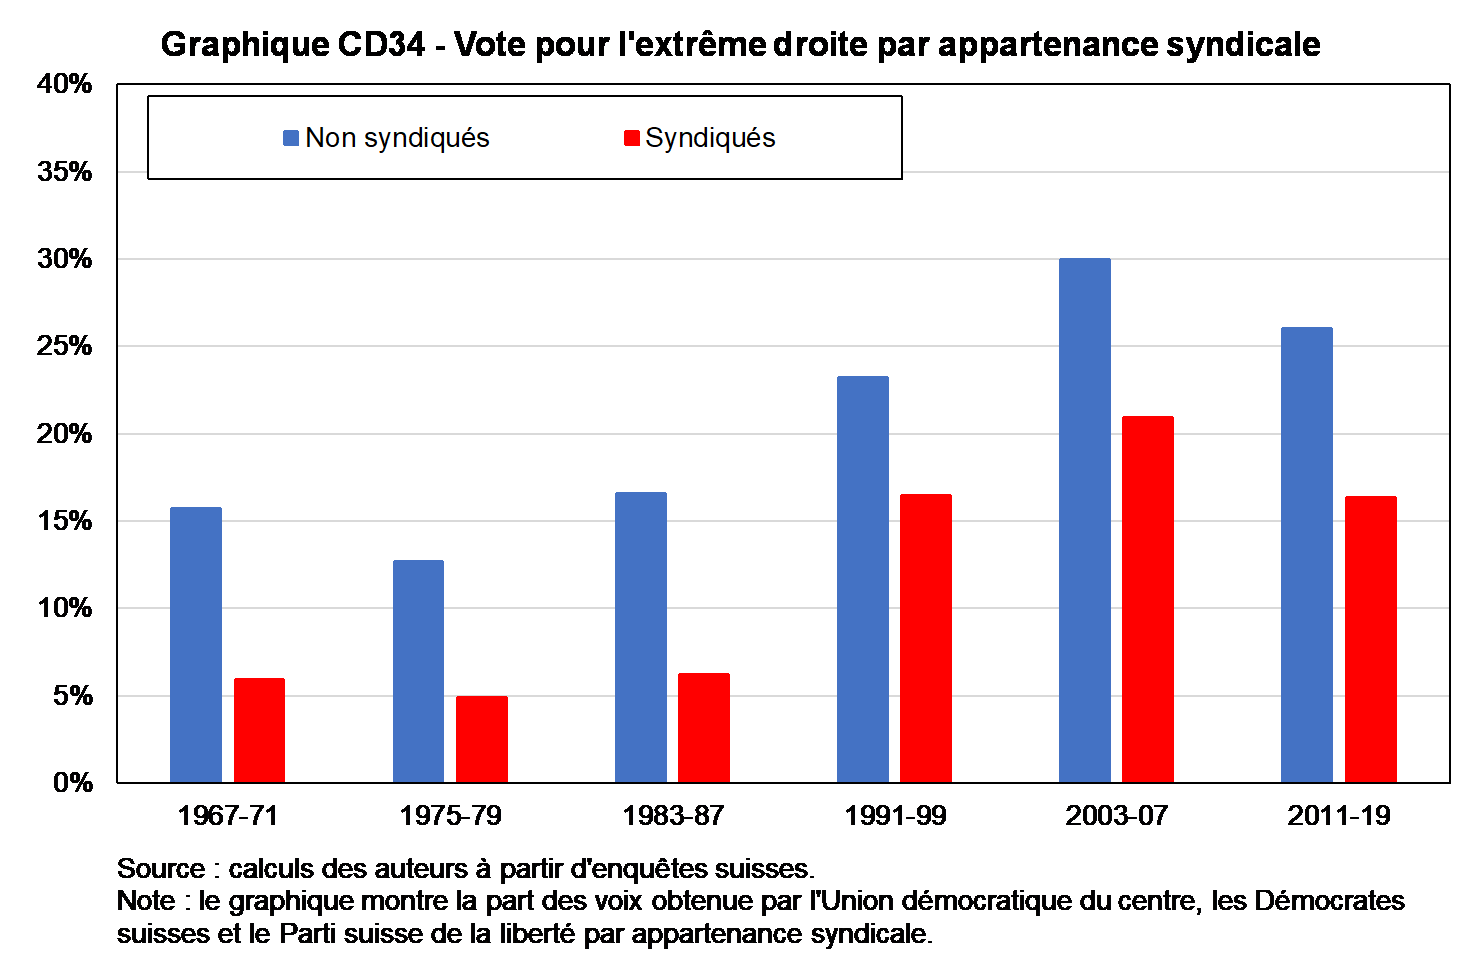 Graphique CD34 - Vote pour l'extrême droite par appartenance syndicale
40%
35%
30%
25%
20%
15%
10%
5%
0%
Non syndiqués
Syndiqués
1967-71
1975-79
1983-87
1991-99
2003-07
2011-19
Source : calculs des auteurs à partir d'enquêtes suisses.
Note : le graphique montre la part des voix obtenue par l'Union démocratique du centre, les Démocrates
suisses et le Parti suisse de la liberté par appartenance syndicale.